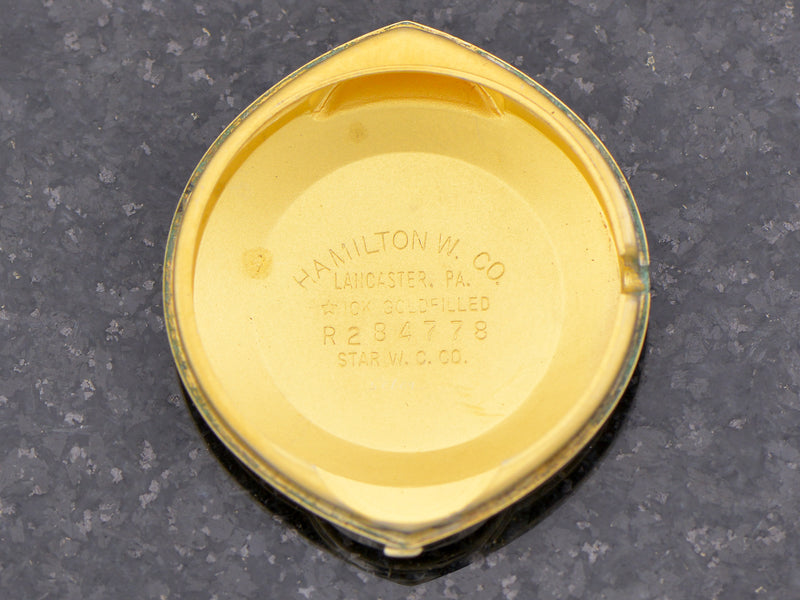 HAMILTON W. CO.
LANCASTER, PA.
☆10K GOLDFILLED
R284778
STAR W. C. CO.